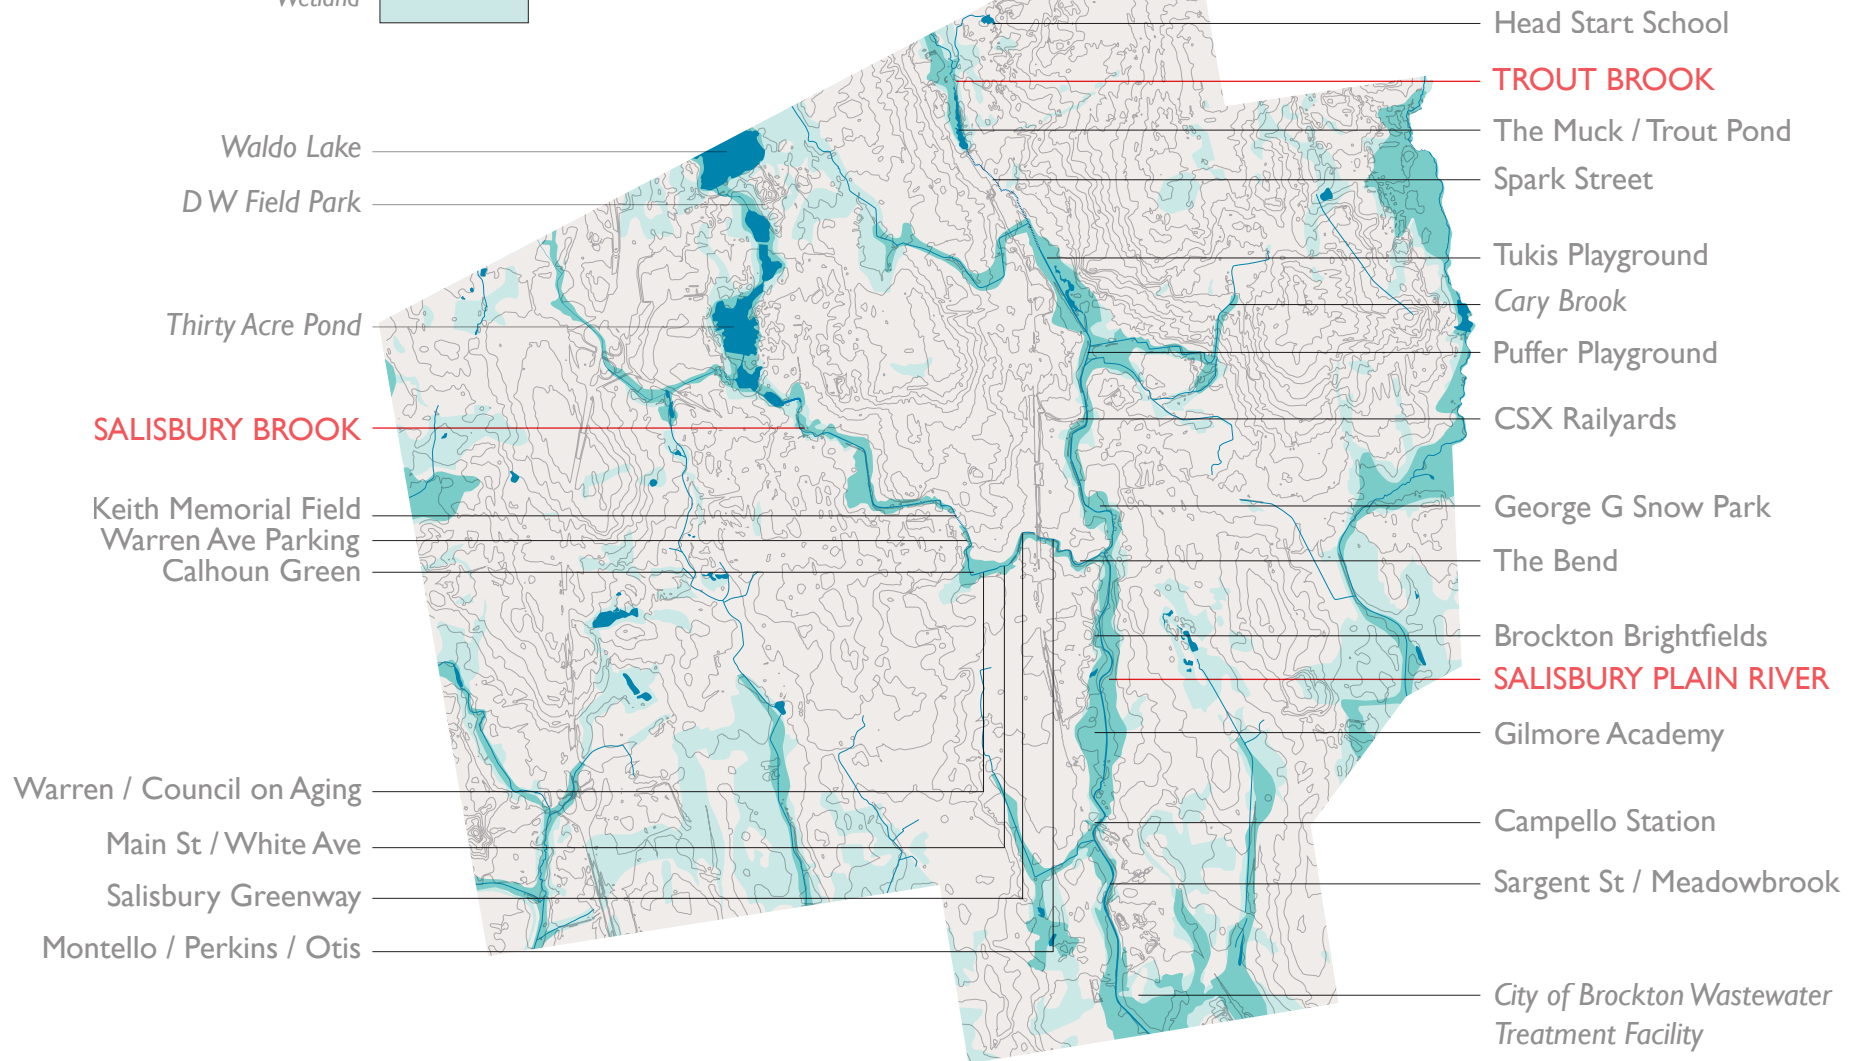 Wetland
Waldo Lake
D W Field Park
Thirty Acre Pond
SALISBURY BROOK
Keith Memorial Field
Warren Ave Parking
Calhoun Green
Warren / Council on Aging
Main St / White Ave
Salisbury Greenway
Montello / Perkins / Otis
Head Start School
TROUT BROOK
The Muck / Trout Pond
Spark Street
Tukis Playground
Cary Brook
Puffer Playground
CSX Railyards
George G Snow Park
The Bend
Brockton Brightfields
SALISBURY PLAIN RIVER
Gilmore Academy
Campello Station
Sargent St / Meadowbrook
City of Brockton Wastewater
Treatment Facility